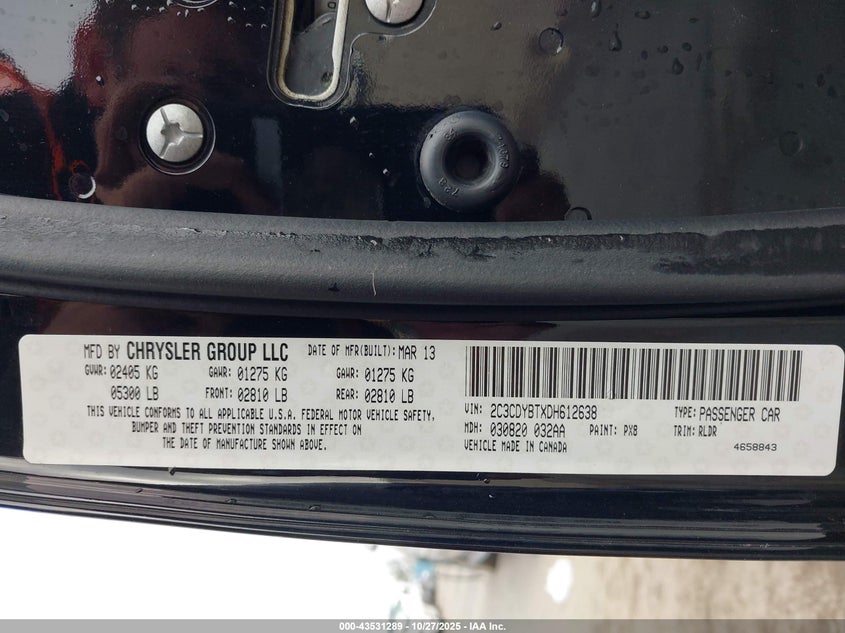 MFD BY CHRYSLER GROUP LLC DATE OF MFR(BUILT): MAR 13
GVWR: 02405 KG GAWR: 01275 KG GAWR: 01275 KG
05300 LB FRONT: 02810 LB REAR: 02810 LB
THIS VEHICLE CONFORMS TO ALL APPLICABLE U.S.A. FEDERAL MOTOR VEHICLE SAFETY,
BUMPER AND THEFT PREVENTION STANDARDS IN EFFECT ON
THE DATE OF MANUFACTURE SHOWN ABOVE.
VIN: 2C3CDYBTXDH612638 TYPE: PASSENGER CAR
MDH: 030820 032AA PAINT: PX8 TRIM: RLDR
VEHICLE MADE IN CANADA 4658843
000-43531289 - 10/27/2025 - IAA Inc.